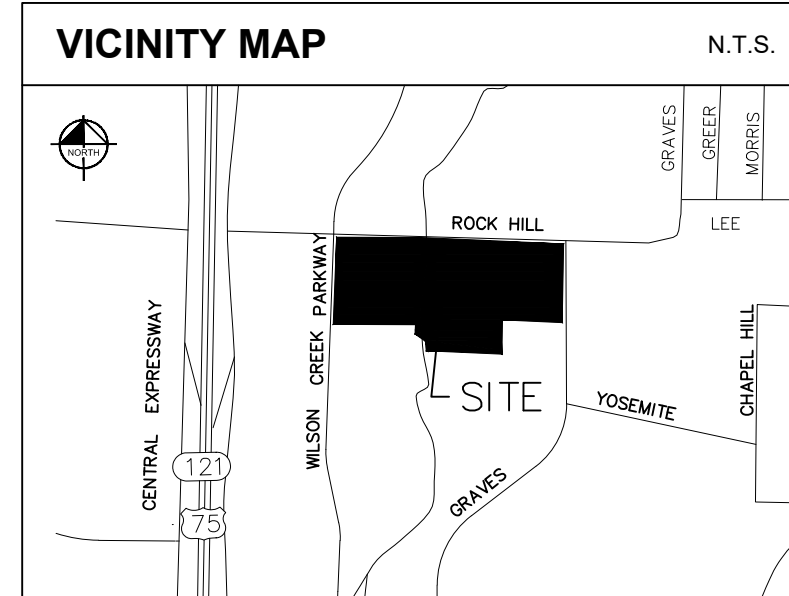 VICINITY MAP
N.T.S.
NORTH
GRAVES
GREER
MORRIS
ROCK HILL
LEE
WILSON CREEK PARKWAY
CENTRAL EXPRESSWAY
CHAPEL HILL
SITE
YOSEMITE
121
75
GRAVES